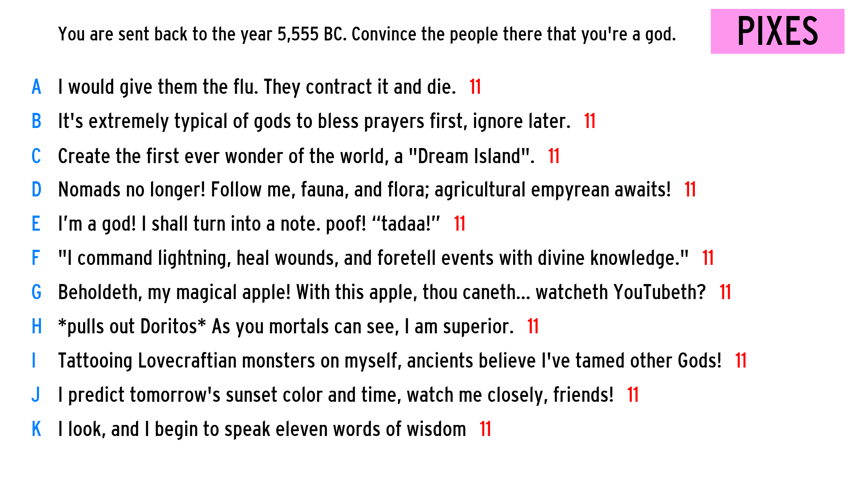 You are sent back to the year 5,555 BC. Convince the people there that you're a god.
PIXES
A I would give them the flu. They contract it and die. 11
B It's extremely typical of gods to bless prayers first, ignore later. 11
C Create the first ever wonder of the world, a "Dream Island". 11
D Nomads no longer! Follow me, fauna, and flora; agricultural empyrean awaits! 11
E I’m a god! I shall turn into a note. poof! “tadaa!” 11
F "I command lightning, heal wounds, and foretell events with divine knowledge." 11
G Beholdeth, my magical apple! With this apple, thou caneth... watcheth YouTubeth? 11
H *pulls out Doritos* As you mortals can see, I am superior. 11
I Tattooing Lovecraftian monsters on myself, ancients believe I've tamed other Gods! 11
J I predict tomorrow's sunset color and time, watch me closely, friends! 11
K I look, and I begin to speak eleven words of wisdom 11